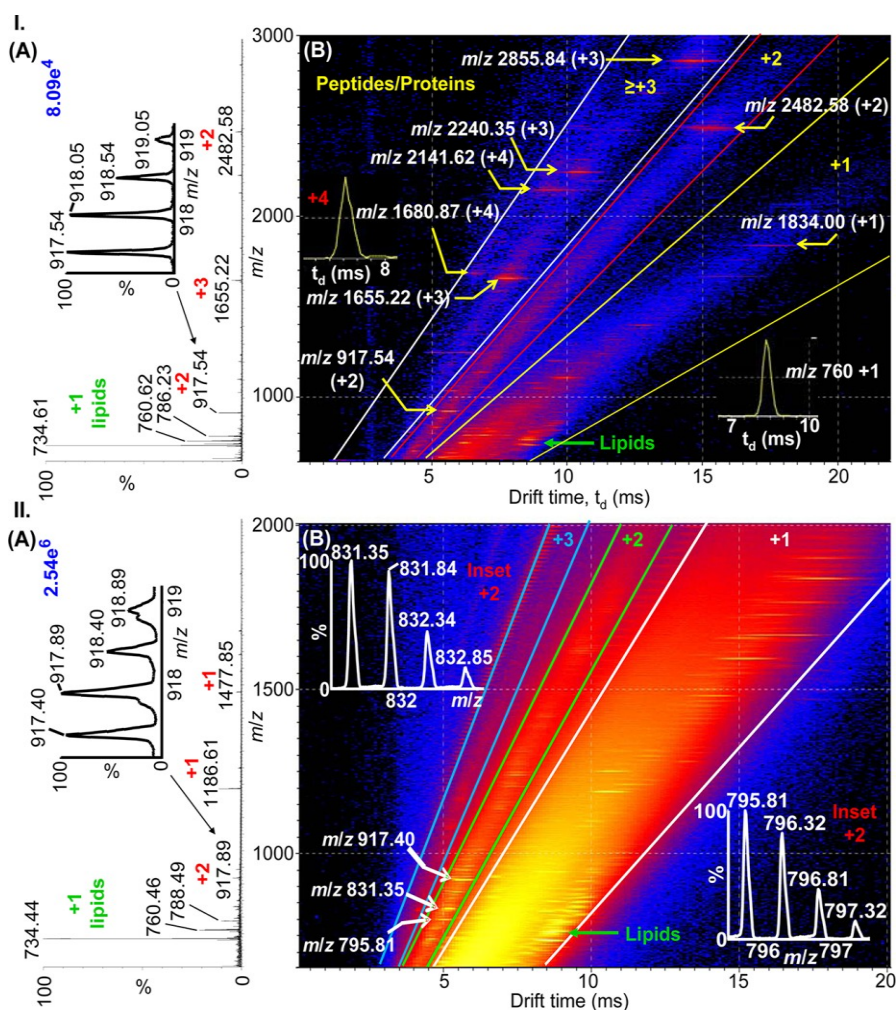 I.
(A)
8.09e4
917.54
918.05
918.54
919.05
918
m/z
919
100
%
0
+2
2482.58
+3
1655.22
+2
917.54
786.23
760.62
734.61
+1
lipids
100
%
0
m/z
(B)
3000
2000
1000
Peptides/Proteins
m/z 2855.84 (+3)
≥+3
+2
m/z 2482.58 (+2)
m/z 2240.35 (+3)
m/z 2141.62 (+4)
+1
+4
m/z 1680.87 (+4)
m/z 1834.00 (+1)
td (ms)
8
m/z 1655.22 (+3)
m/z 917.54
(+2)
m/z 760 +1
7
10
td (ms)
Lipids
5
10
15
20
Drift time, td (ms)
II.
(A)
2.54e6
917.40
917.89
918.40
918.89
918
m/z
919
100
%
0
+1
1477.85
+1
1186.61
+2
917.89
788.49
760.46
734.44
+1
lipids
100
%
0
m/z
(B)
2000
1500
1000
+3
+2
+1
100
831.35
831.84
Inset
+2
832.34
832.85
%
0
832
m/z
m/z 917.40
m/z 831.35
m/z 795.81
Lipids
100
795.81
796.32
Inset
+2
796.81
797.32
%
0
796
m/z
797
5
10
15
20
Drift time (ms)